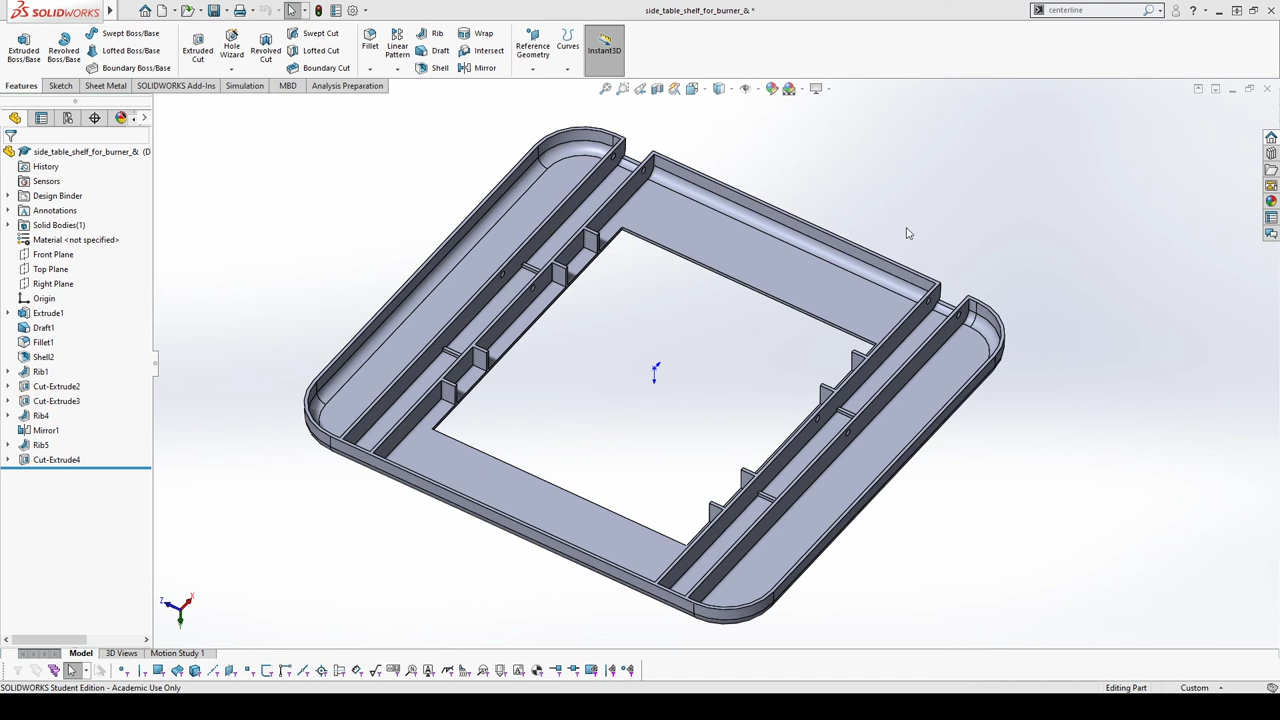 SOLIDWORKS
side_table_shelf_for_burner_& *
centerline
Extruded Boss/Base
Revolved Boss/Base
Swept Boss/Base
Lofted Boss/Base
Boundary Boss/Base
Extruded Cut
Hole Wizard
Revolved Cut
Swept Cut
Lofted Cut
Boundary Cut
Fillet
Linear Pattern
Rib
Draft
Shell
Wrap
Intersect
Mirror
Reference Geometry
Curves
Instant3D
Features
Sketch
Sheet Metal
SOLIDWORKS Add-Ins
Simulation
MBD
Analysis Preparation
side_table_shelf_for_burner_& (D
History
Sensors
Design Binder
Annotations
Solid Bodies(1)
Material <not specified>
Front Plane
Top Plane
Right Plane
Origin
Extrude1
Draft1
Fillet1
Shell2
Rib1
Cut-Extrude2
Cut-Extrude3
Rib4
Mirror1
Rib5
Cut-Extrude4
Z
X
Y
Model
3D Views
Motion Study 1
SOLIDWORKS Student Edition - Academic Use Only
Editing Part
Custom